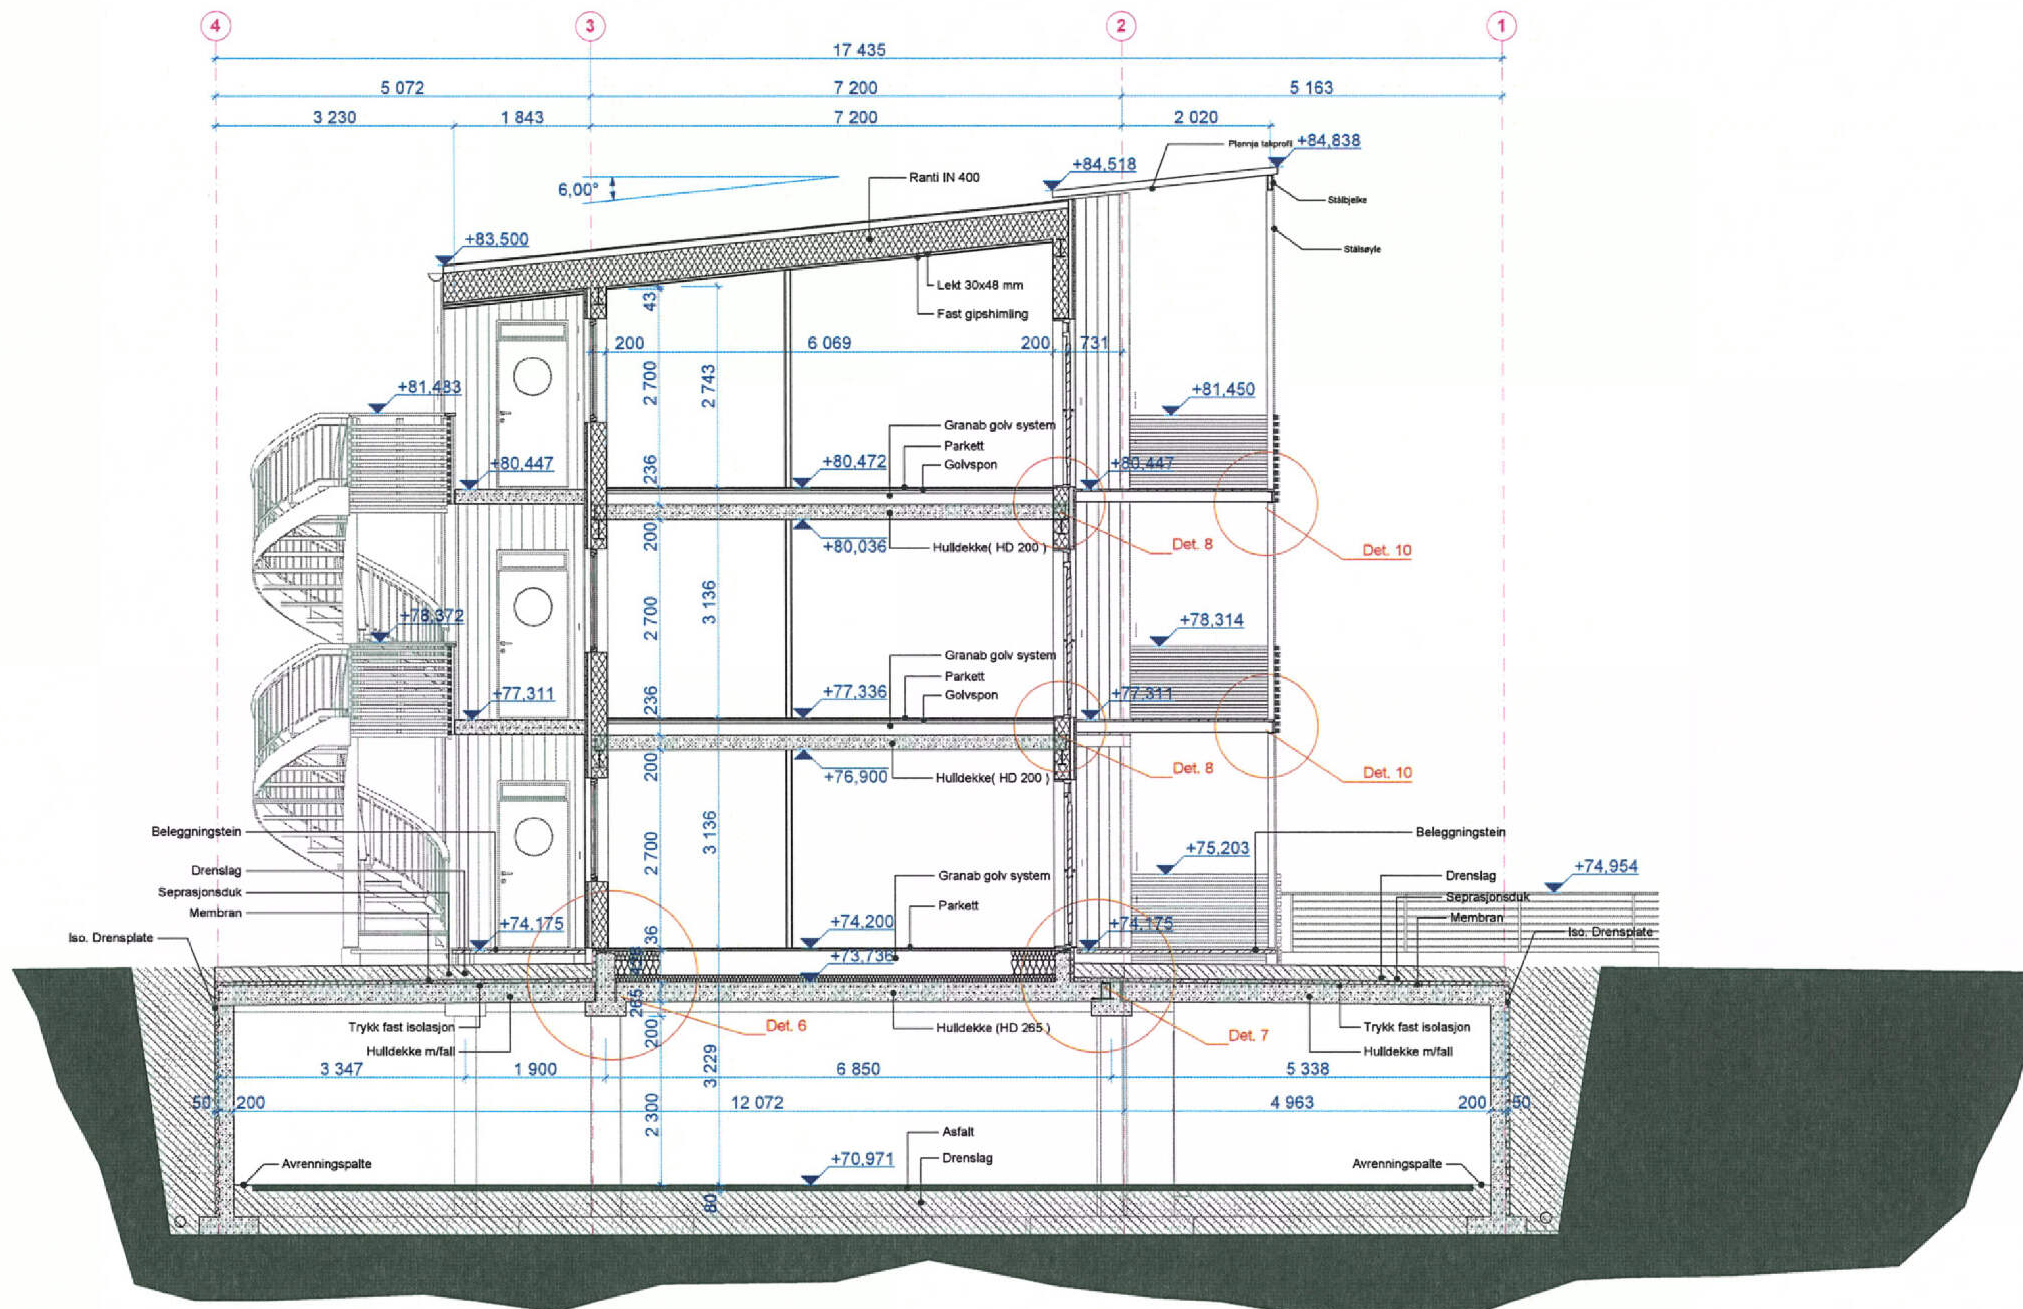 4 3 2 1
17 435
5 072 7 200 5 163
3 230 1 843 7 200 2 020
Plannja takprofil +84,838
+84,518
6,00° Ranti IN 400
Stålbjelke
+83,500
Stålsøyle
Lekt 30x48 mm
43
Fast gipshimling
200 6 069 200 731
2 700 2 743
+81,483 +81,450
Granab golv system
Parkett
+80,447 236 +80,472 Golvspon +80,447
200 +80,036 Hulldekke( HD 200 ) Det. 8 Det. 10
2 700 3 136
+78,372 +78,314
Granab golv system
Parkett
+77,311 236 +77,336 Golvspon +77,311
200 +76,900 Hulldekke( HD 200 ) Det. 8 Det. 10
2 700 3 136
Beleggningstein Beleggningstein
+75,203
Drenslag Granab golv system Drenslag +74,954
Seprasjonsduk Seprasjonsduk
Membran Parkett Membran
+74,175 +74,200 +74,175
Iso. Drensplate 36 Iso. Drensplate
+73,736
265
Trykk fast isolasjon 200 Det. 6 Hulldekke (HD 265 ) Det. 7 Trykk fast isolasjon
Hulldekke m/fall Hulldekke m/fall
3 347 1 900 3 229 6 850 5 338
50 200 2 300 12 072 4 963 200 50
Asfalt
Drenslag
Avrenningspalte +70,971 Avrenningspalte
80